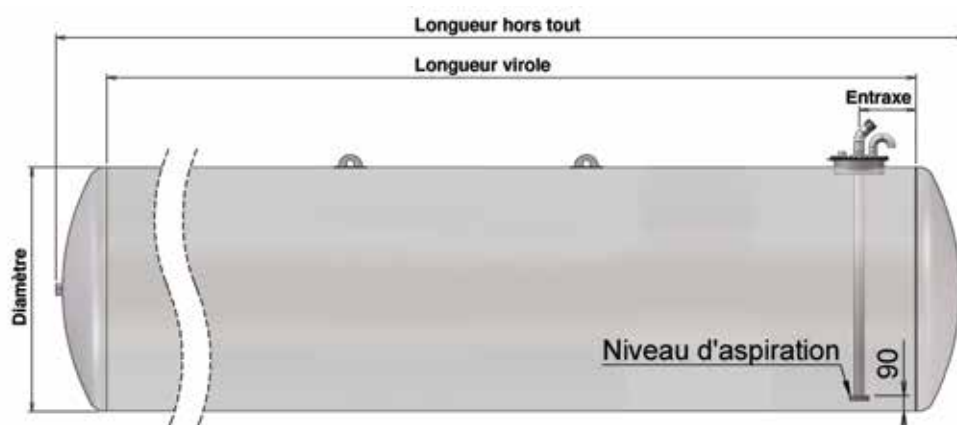 Longueur hors tout
Longueur virole
Entraxe
Diamètre
Niveau d'aspiration
90